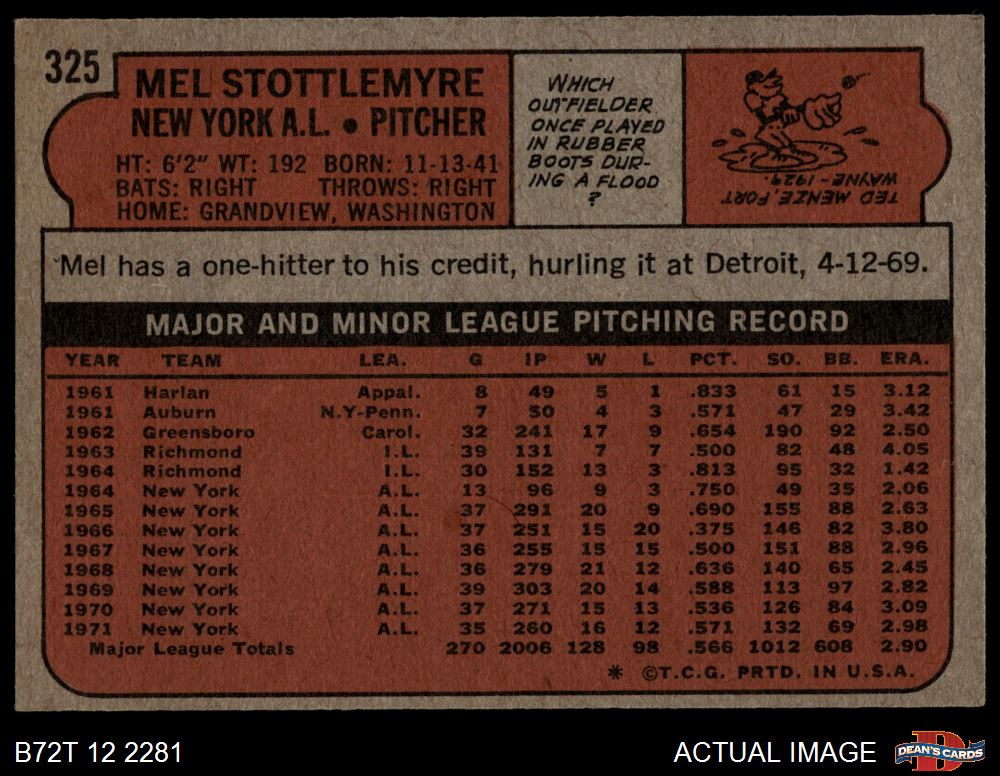 325
MEL STOTTLEMYRE
NEW YORK A.L. • PITCHER
HT: 6'2" WT: 192 BORN: 11-13-41
BATS: RIGHT THROWS: RIGHT
HOME: GRANDVIEW, WASHINGTON
WHICH
OUTFIELDER
ONCE PLAYED
IN RUBBER
BOOTS DUR-
ING A FLOOD
?
TED MENZE, FORT
WAYNE - 1929.
Mel has a one-hitter to his credit, hurling it at Detroit, 4-12-69.
MAJOR AND MINOR LEAGUE PITCHING RECORD
YEAR TEAM LEA. G IP W L PCT. SO. BB. ERA.
1961 Harlan Appal. 8 49 5 1 .833 61 15 3.12
1961 Auburn N.Y-Penn. 7 50 4 3 .571 47 29 3.42
1962 Greensboro Carol. 32 241 17 9 .654 190 92 2.50
1963 Richmond I.L. 39 131 7 7 .500 82 48 4.05
1964 Richmond I.L. 30 152 13 3 .813 95 32 1.42
1964 New York A.L. 13 96 9 3 .750 49 35 2.06
1965 New York A.L. 37 291 20 9 .690 155 88 2.63
1966 New York A.L. 37 251 15 20 .375 146 82 3.80
1967 New York A.L. 36 255 15 15 .500 151 88 2.96
1968 New York A.L. 36 279 21 12 .636 140 65 2.45
1969 New York A.L. 39 303 20 14 .588 113 97 2.82
1970 New York A.L. 37 271 15 13 .536 126 84 3.09
1971 New York A.L. 35 260 16 12 .571 132 69 2.98
Major League Totals 270 2006 128 98 .566 1012 608 2.90
* ©T.C.G. PRTD. IN U.S.A.
B72T 12 2281
ACTUAL IMAGE
D
DEAN'S CARDS